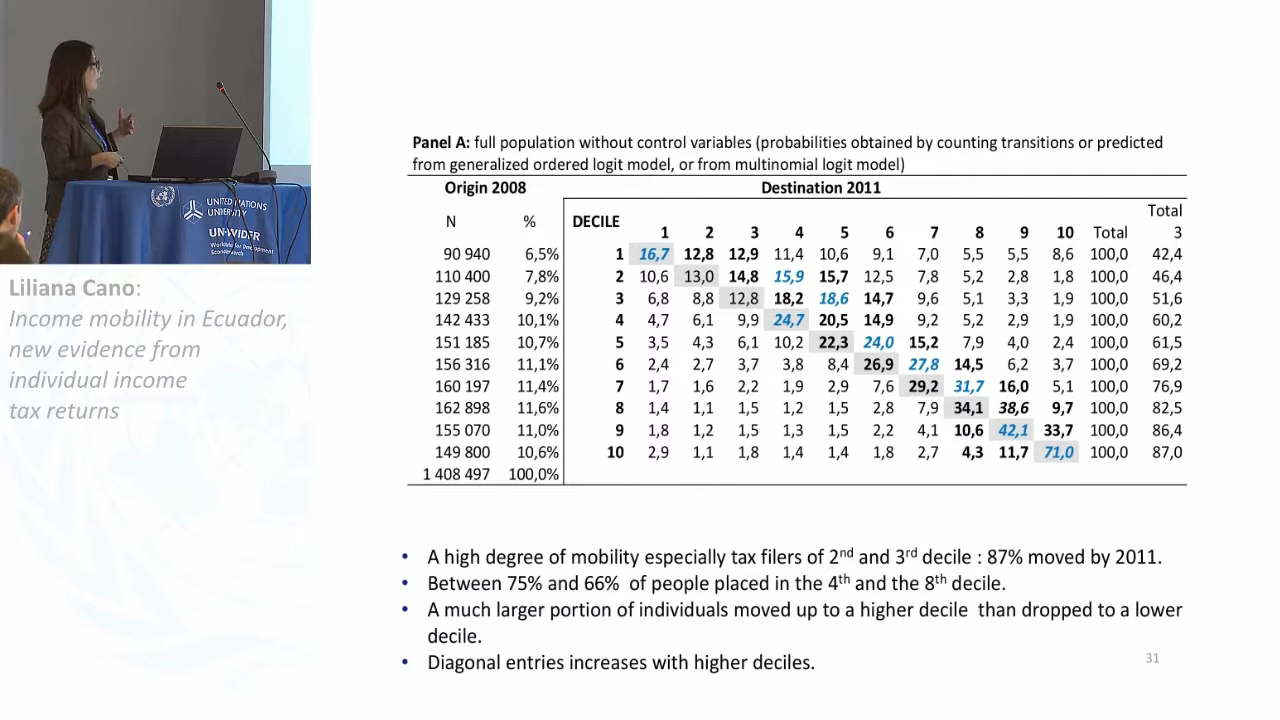 UNITED NATIONS
UNIVERSITY
UNU-WIDER
Liliana Cano:
Income mobility in Ecuador,
new evidence from
individual income
tax returns
Panel A: full population without control variables (probabilities obtained by counting transitions or predicted
from generalized ordered logit model, or from multinomial logit model)
Origin 2008 Destination 2011
N % DECILE 1 2 3 4 5 6 7 8 9 10 Total Total 3
90 940 6,5% 1 16,7 12,8 12,9 11,4 10,6 9,1 7,0 5,5 5,5 8,6 100,0 42,4
110 400 7,8% 2 10,6 13,0 14,8 15,9 15,7 12,5 7,8 5,2 2,8 1,8 100,0 46,4
129 258 9,2% 3 6,8 8,8 12,8 18,2 18,6 14,7 9,6 5,1 3,3 1,9 100,0 51,6
142 433 10,1% 4 4,7 6,1 9,9 24,7 20,5 14,9 9,2 5,2 2,9 1,9 100,0 60,2
151 185 10,7% 5 3,5 4,3 6,1 10,2 22,3 24,0 15,2 7,9 4,0 2,4 100,0 61,5
156 316 11,1% 6 2,4 2,7 3,7 3,8 8,4 26,9 27,8 14,5 6,2 3,7 100,0 69,2
160 197 11,4% 7 1,7 1,6 2,2 1,9 2,9 7,6 29,2 31,7 16,0 5,1 100,0 76,9
162 898 11,6% 8 1,4 1,1 1,5 1,2 1,5 2,8 7,9 34,1 38,6 9,7 100,0 82,5
155 070 11,0% 9 1,8 1,2 1,5 1,3 1,5 2,2 4,1 10,6 42,1 33,7 100,0 86,4
149 800 10,6% 10 2,9 1,1 1,8 1,4 1,4 1,8 2,7 4,3 11,7 71,0 100,0 87,0
1 408 497 100,0%
• A high degree of mobility especially tax filers of 2nd and 3rd decile : 87% moved by 2011.
• Between 75% and 66% of people placed in the 4th and the 8th decile.
• A much larger portion of individuals moved up to a higher decile than dropped to a lower
decile.
• Diagonal entries increases with higher deciles.
31